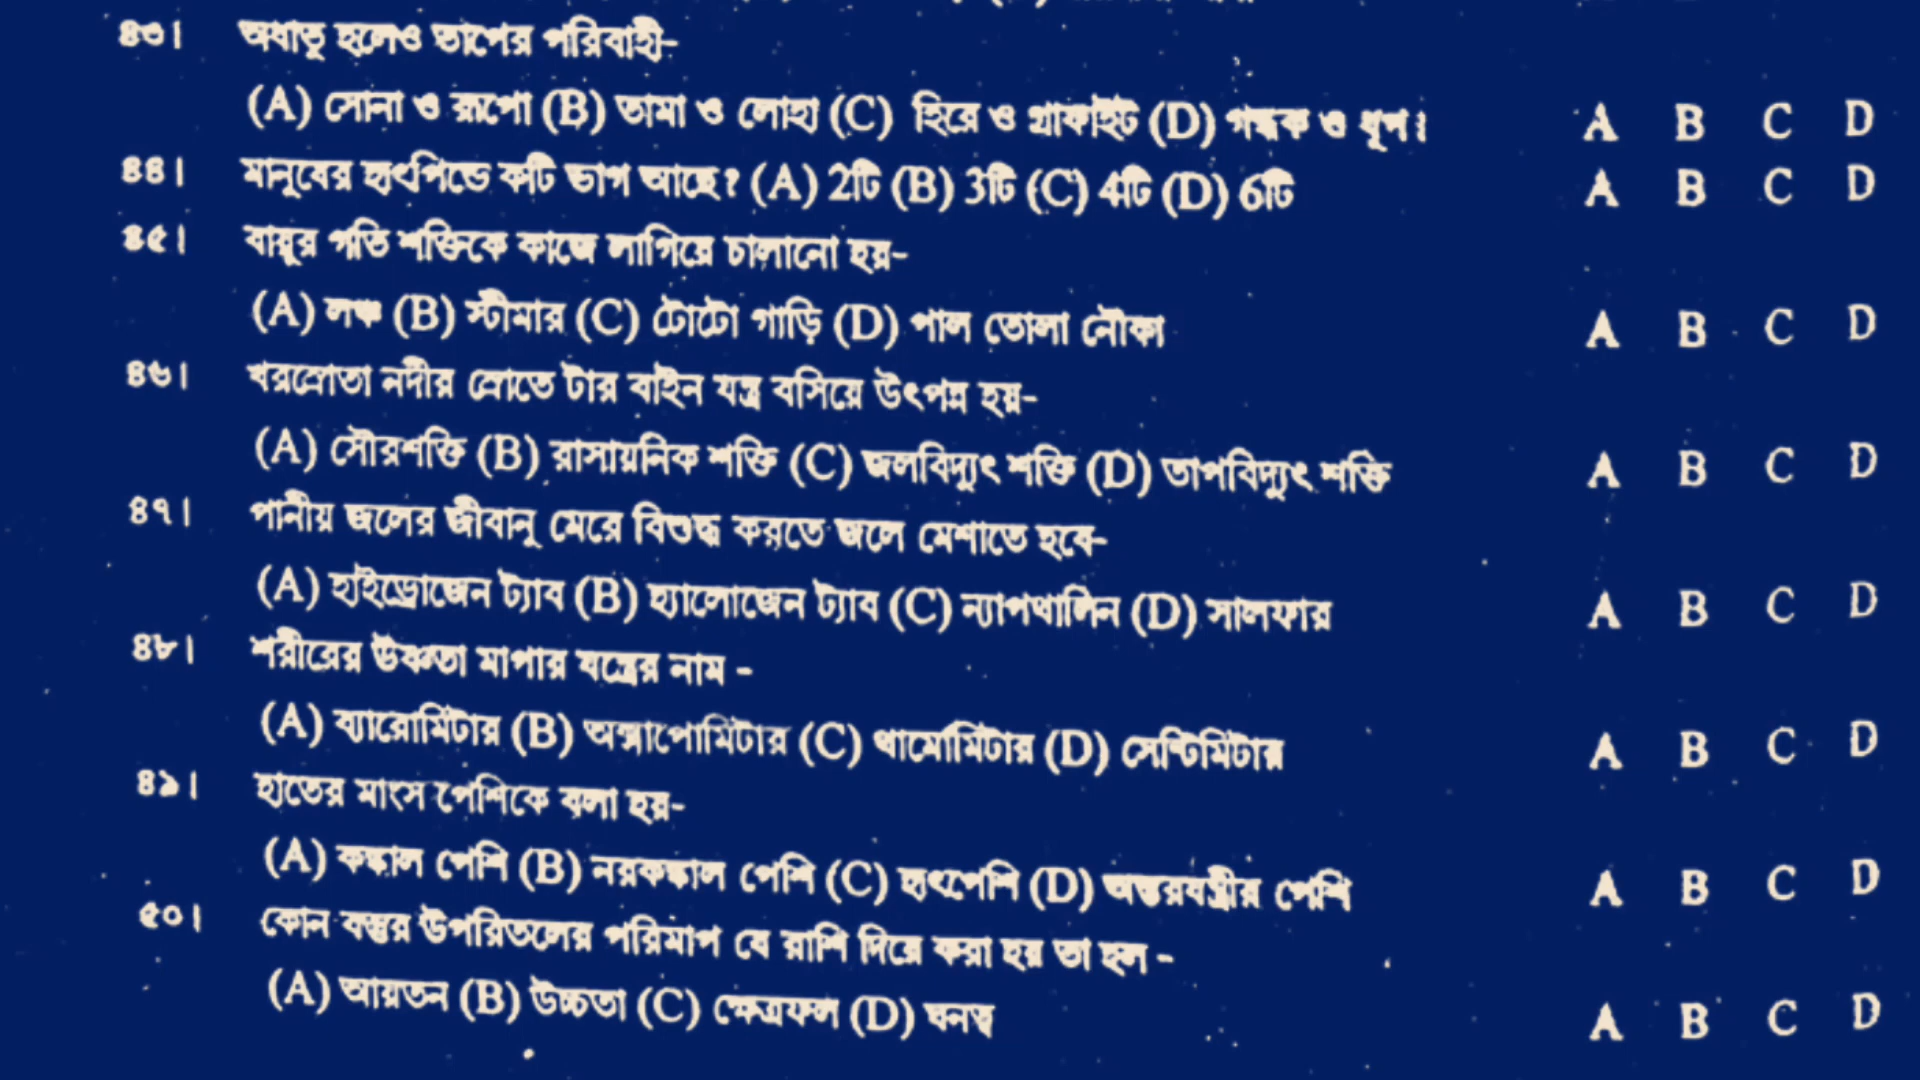 ৪৩। অধাতু হলেও তাপের পরিবাহী-
(A) সোনা ও রূপো (B) তামা ও লোহা (C) হিরে ও গ্রাফাইট (D) গন্ধক ও ধূপ। A B C D
৪৪। মানুষের হৃৎপিন্ডে কটি ভাগ আছে? (A) 2টি (B) 3টি (C) 4টি (D) 6টি A B C D
৪৫। বায়ুর গতি শক্তিকে কাজে লাগিয়ে চালানো হয়-
(A) লঞ্চ (B) স্টীমার (C) টোটো গাড়ি (D) পাল তোলা নৌকা A B C D
৪৬। খরস্রোতা নদীর স্রোতে টার বাইন যন্ত্র বসিয়ে উৎপন্ন হয়-
(A) সৌরশক্তি (B) রাসায়নিক শক্তি (C) জলবিদ্যুৎ শক্তি (D) তাপবিদ্যুৎ শক্তি A B C D
৪৭। পানীয় জলের জীবানু মেরে বিশুদ্ধ করতে জলে মেশাতে হবে-
(A) হাইড্রোজেন ট্যাব (B) হ্যালোজেন ট্যাব (C) ন্যাপথালিন (D) সালফার A B C D
৪৮। শরীরের উষ্ণতা মাপার যন্ত্রের নাম -
(A) ব্যারোমিটার (B) অক্সাপোমিটার (C) থার্মোমিটার (D) সেন্টিমিটার A B C D
৪৯। হাতের মাংস পেশিকে বলা হয়-
(A) কঙ্কাল পেশি (B) নরকঙ্কাল পেশি (C) হৃৎপেশি (D) অন্তরযন্ত্রীর পেশি A B C D
৫০। কোন বস্তুর উপরিতলের পরিমাপ যে রাশি দিয়ে করা হয় তা হল -
(A) আয়তন (B) উচ্চতা (C) ক্ষেত্রফল (D) ঘনত্ব A B C D